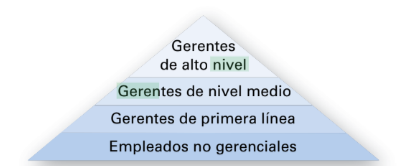 Gerentes
de alto nivel
Gerentes de nivel medio
Gerentes de primera línea
Empleados no gerenciales